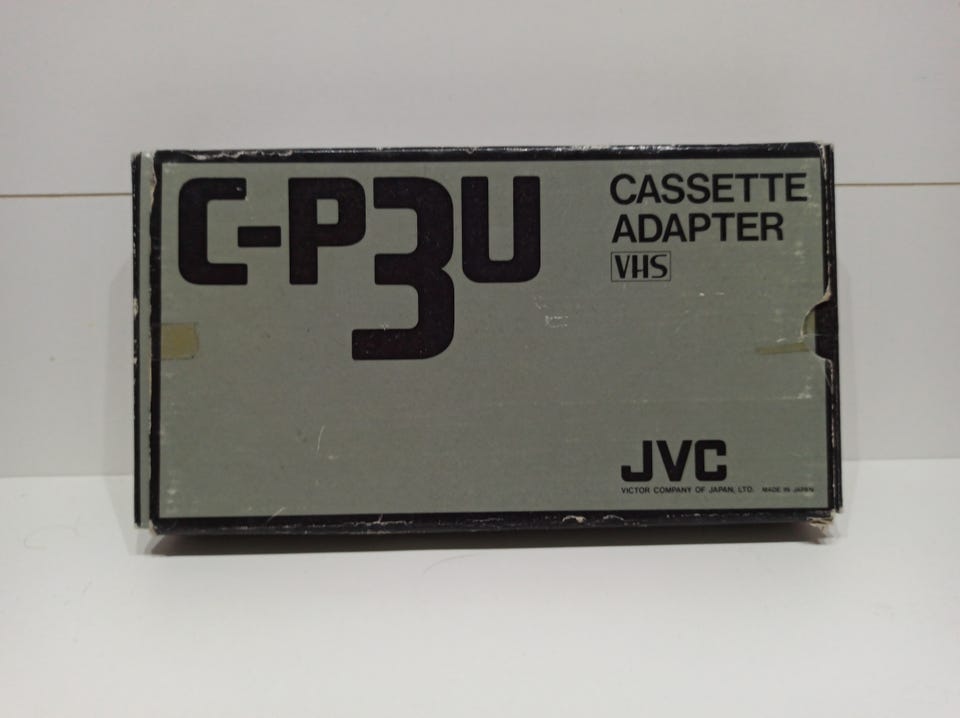 C-P3U
CASSETTE
ADAPTER
VHS
JVC
VICTOR COMPANY OF JAPAN, LTD. MADE IN JAPAN